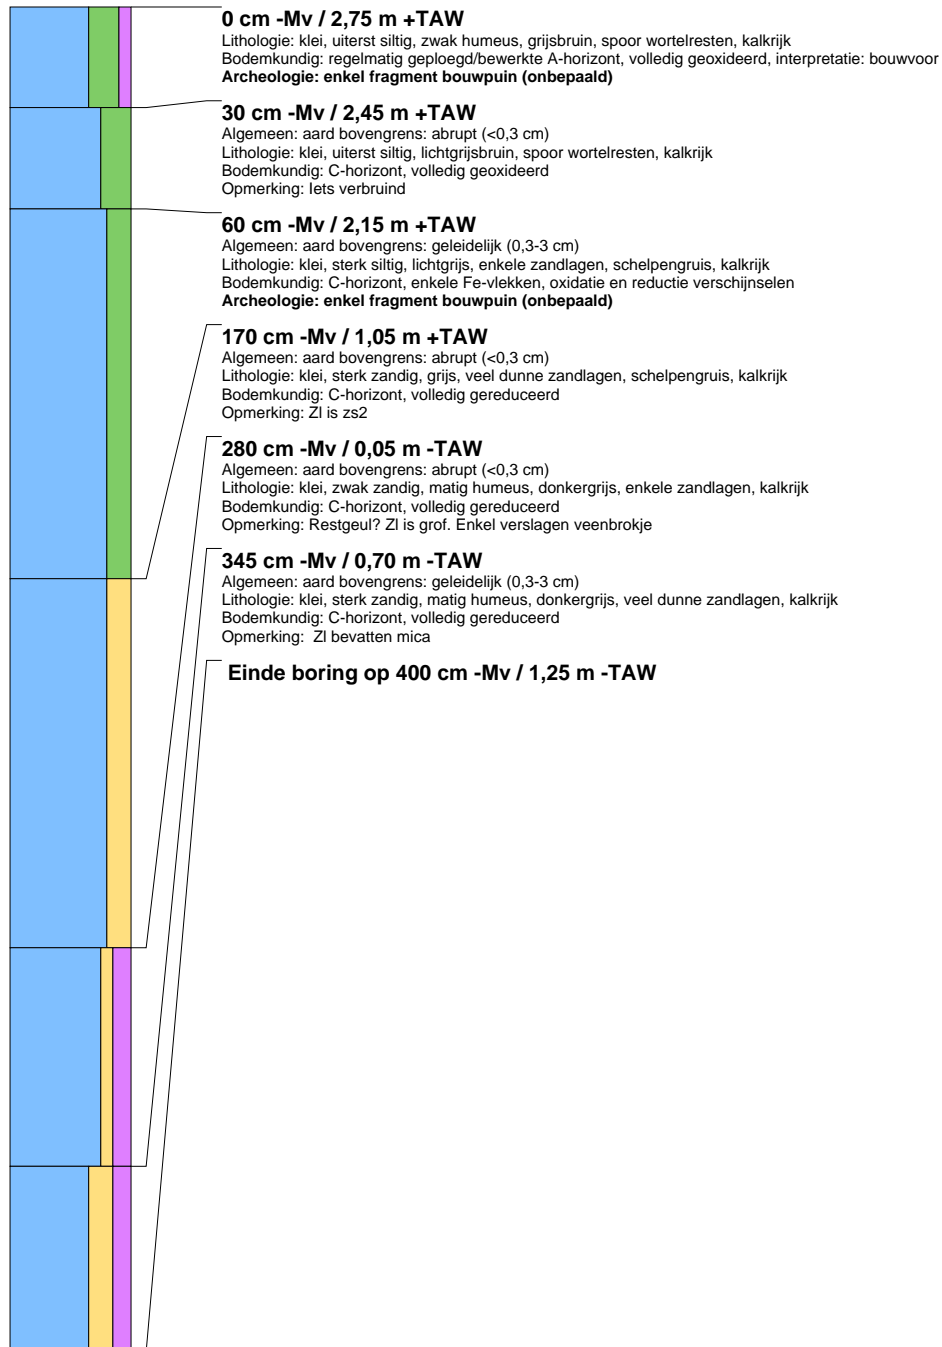 0 cm -Mv / 2,75 m +TAW
Lithologie: klei, uiterst siltig, zwak humeus, grijsbruin, spoor wortelresten, kalkrijk
Bodemkundig: regelmatig geploegd/bewerkte A-horizont, volledig geoxideerd, interpretatie: bouwvoor
Archeologie: enkel fragment bouwpuin (onbepaald)
30 cm -Mv / 2,45 m +TAW
Algemeen: aard bovengrens: abrupt (<0,3 cm)
Lithologie: klei, uiterst siltig, lichtgrijsbruin, spoor wortelresten, kalkrijk
Bodemkundig: C-horizont, volledig geoxideerd
Opmerking: Iets verbruind
60 cm -Mv / 2,15 m +TAW
Algemeen: aard bovengrens: geleidelijk (0,3-3 cm)
Lithologie: klei, sterk siltig, lichtgrijs, enkele zandlagen, schelpengruis, kalkrijk
Bodemkundig: C-horizont, enkele Fe-vlekken, oxidatie en reductie verschijnselen
Archeologie: enkel fragment bouwpuin (onbepaald)
170 cm -Mv / 1,05 m +TAW
Algemeen: aard bovengrens: abrupt (<0,3 cm)
Lithologie: klei, sterk zandig, grijs, veel dunne zandlagen, schelpengruis, kalkrijk
Bodemkundig: C-horizont, volledig gereduceerd
Opmerking: Zl is zs2
280 cm -Mv / 0,05 m -TAW
Algemeen: aard bovengrens: abrupt (<0,3 cm)
Lithologie: klei, zwak zandig, matig humeus, donkergrijs, enkele zandlagen, kalkrijk
Bodemkundig: C-horizont, volledig gereduceerd
Opmerking: Restgeul? Zl is grof. Enkel verslagen veenbrokje
345 cm -Mv / 0,70 m -TAW
Algemeen: aard bovengrens: geleidelijk (0,3-3 cm)
Lithologie: klei, sterk zandig, matig humeus, donkergrijs, veel dunne zandlagen, kalkrijk
Bodemkundig: C-horizont, volledig gereduceerd
Opmerking:  Zl bevatten mica
Einde boring op 400 cm -Mv / 1,25 m -TAW